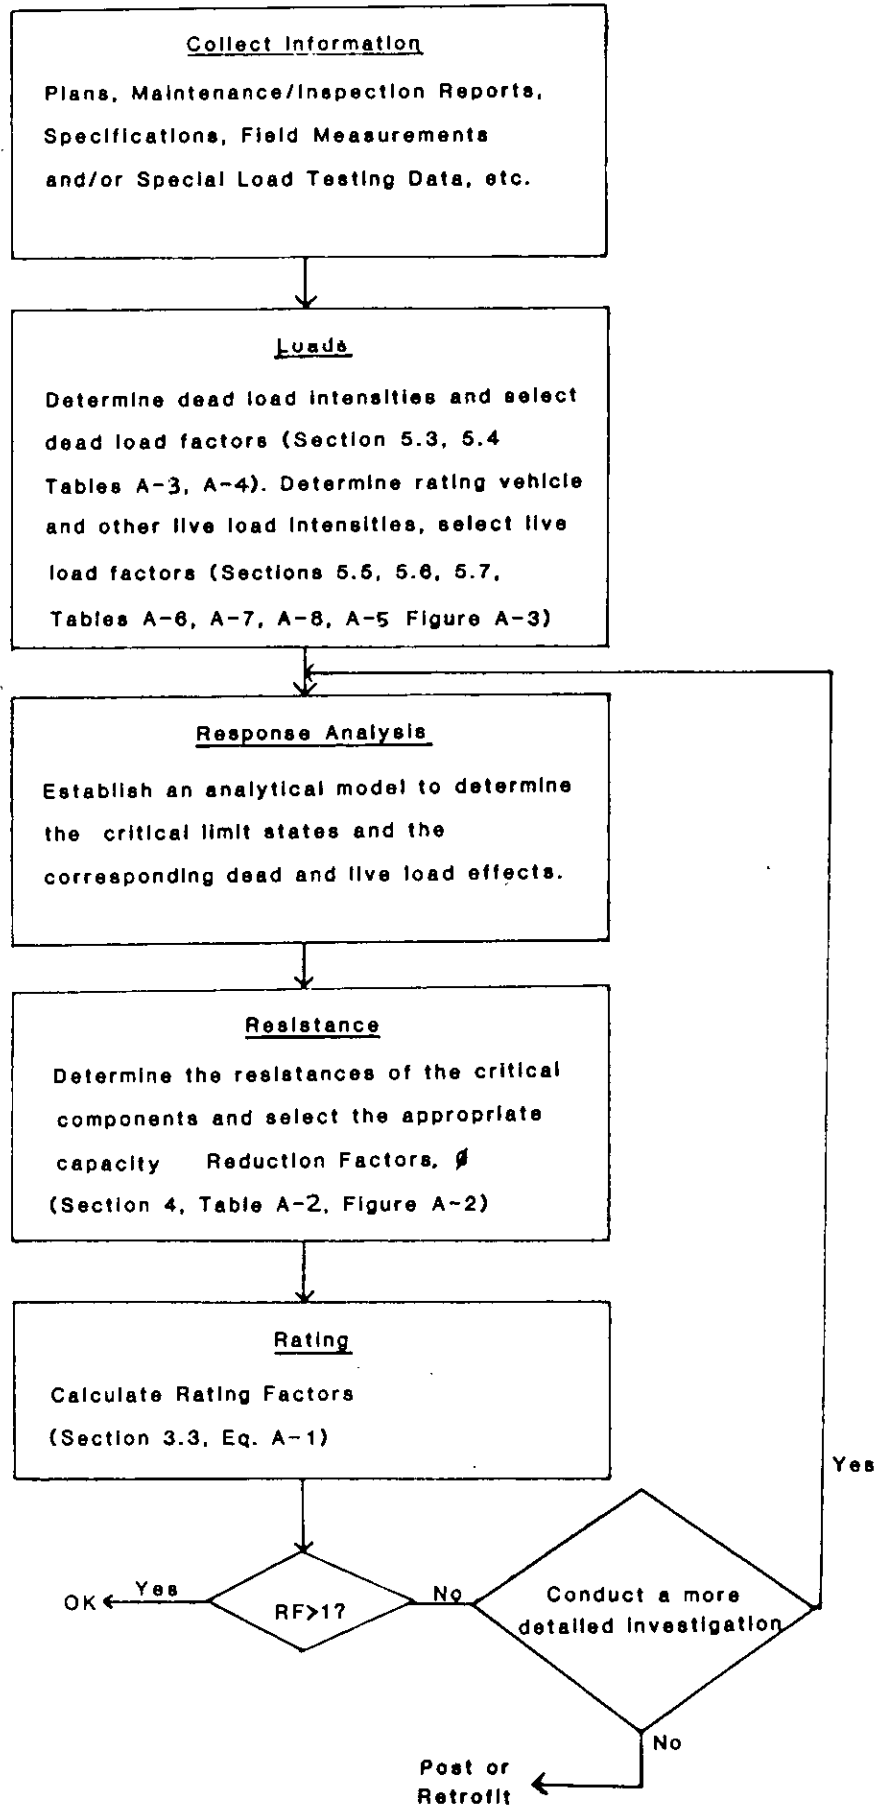 Collect Information
Plans, Maintenance/Inspection Reports,
Specifications, Field Measurements
and/or Special Load Testing Data, etc.
Loads
Determine dead load intensities and select
dead load factors (Section 5.3, 5.4
Tables A-3, A-4). Determine rating vehicle
and other live load intensities, select live
load factors (Sections 5.5, 5.6, 5.7,
Tables A-6, A-7, A-8, A-5 Figure A-3)
Response Analysis
Establish an analytical model to determine
the critical limit states and the
corresponding dead and live load effects.
Resistance
Determine the resistances of the critical
components and select the appropriate
capacity Reduction Factors, ø
(Section 4, Table A-2, Figure A-2)
Rating
Calculate Rating Factors
(Section 3.3, Eq. A-1)
Yes
OK
Yes
RF>1?
No
Conduct a more
detailed investigation
No
Post or
Retrofit